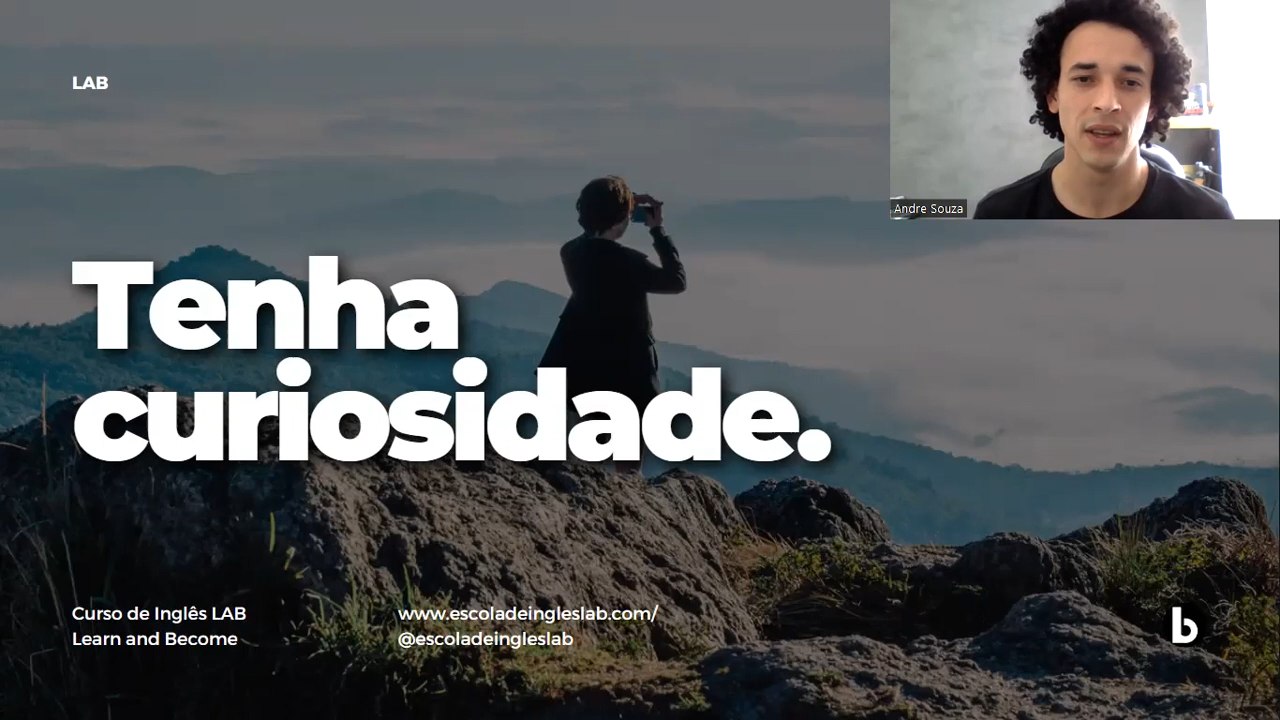 LAB
Andre Souza
Tenha
curiosidade.
Curso de Inglês LAB
Learn and Become
www.escoladeingleslab.com/
@escoladeingleslab
b